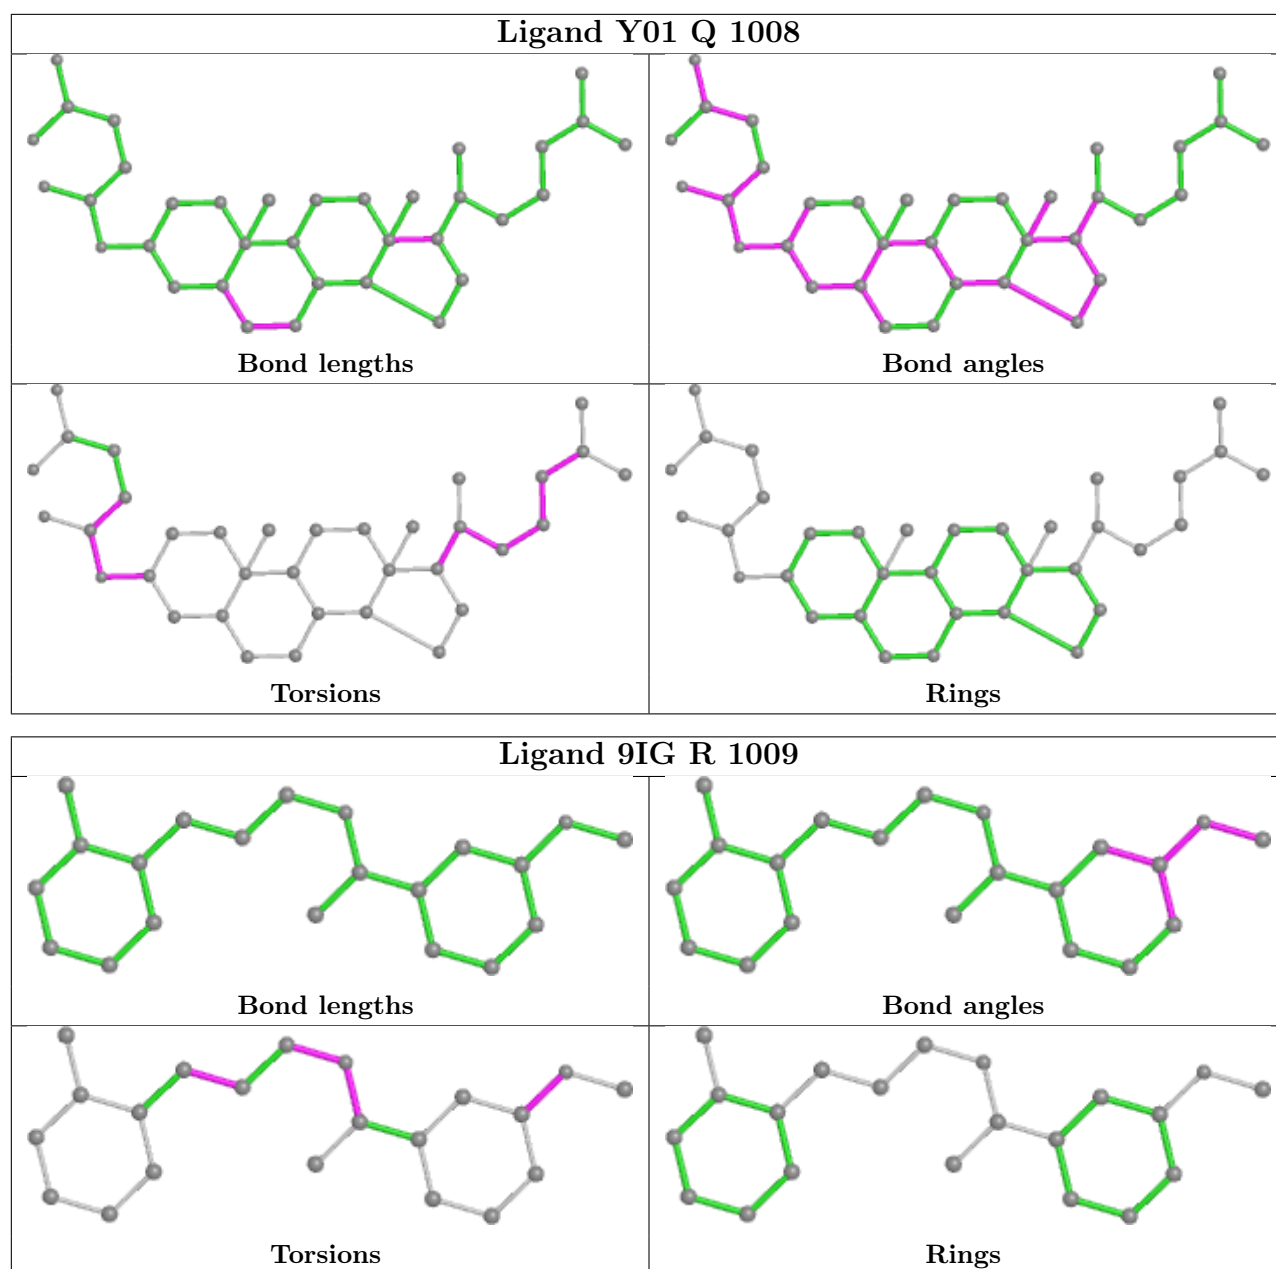 Ligand Y01 Q 1008
Bond lengths
Bond angles
Torsions
Rings
Ligand 9IG R 1009
Bond lengths
Bond angles
Torsions
Rings